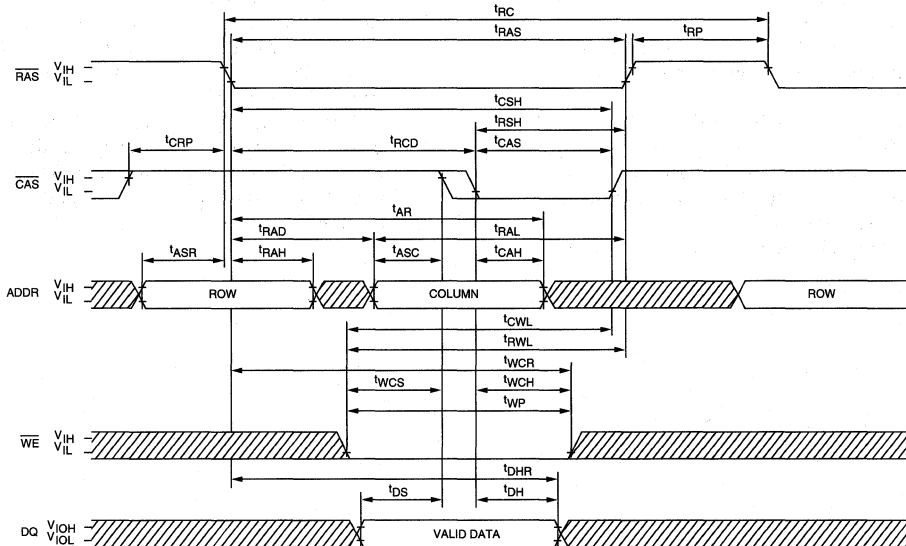 tRC
tRAS
tRP
RAS VIH
VIL
tCSH
tRSH
tCRP tRCD tCAS
CAS VIH
VIL
tAR
tRAD tRAL
tASR tRAH tASC tCAH
ADDR VIH
VIL
ROW COLUMN ROW
tCWL
tRWL
tWCR
tWCS tWCH
tWP
WE VIH
VIL
tDHR
tDS tDH
DQ VIOH
VIOL
VALID DATA